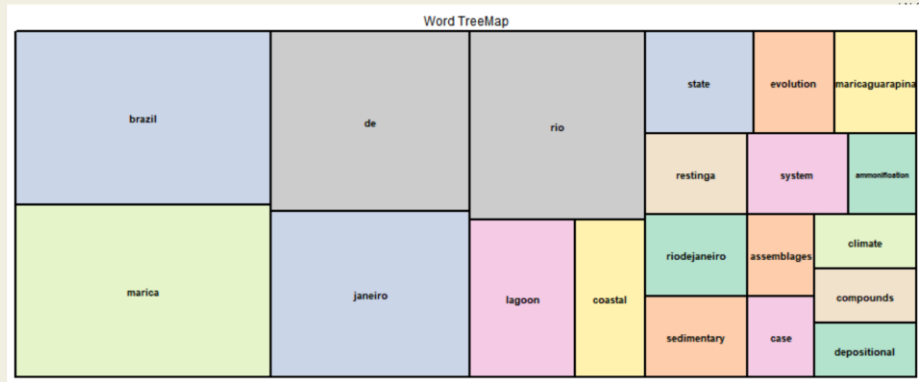 Word TreeMap
brazil
de
rio
state
evolution
maricaguarapina
restinga
system
ammonification
marica
janeiro
lagoon
coastal
riodejaneiro
assemblages
climate
compounds
sedimentary
case
depositional